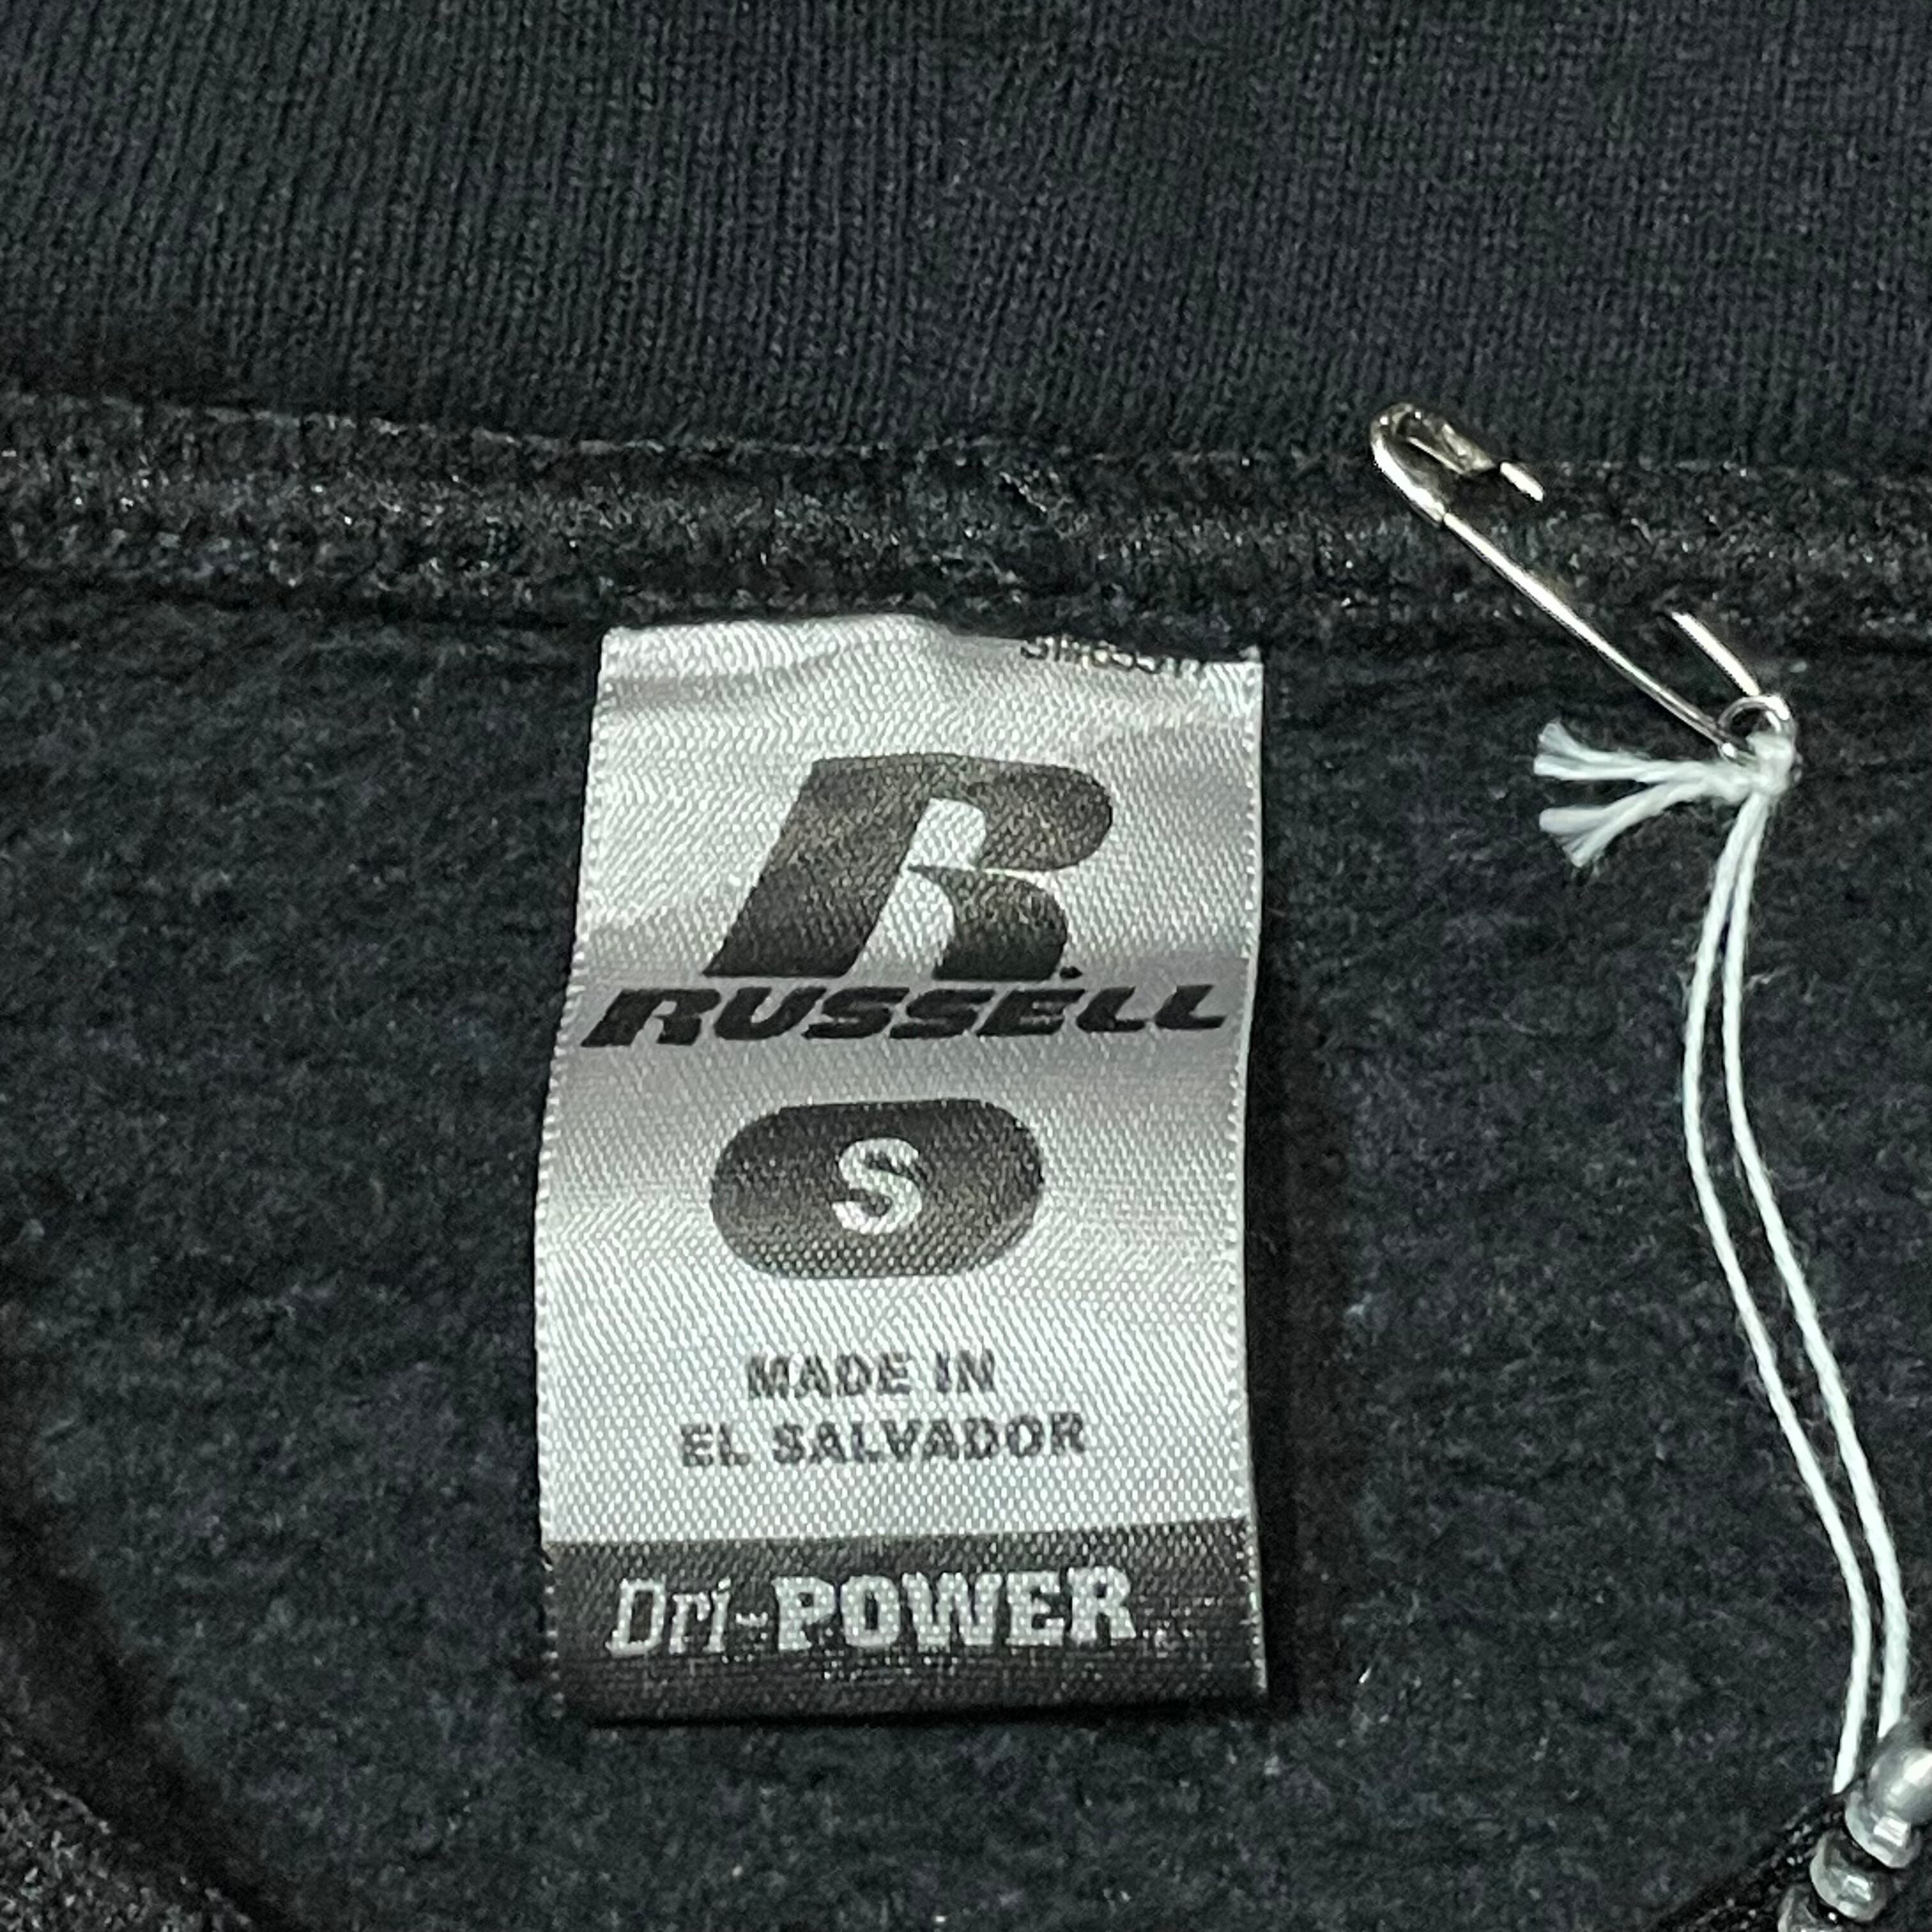 R
RUSSELL
S
MADE IN
EL SALVADOR
Dri-POWER